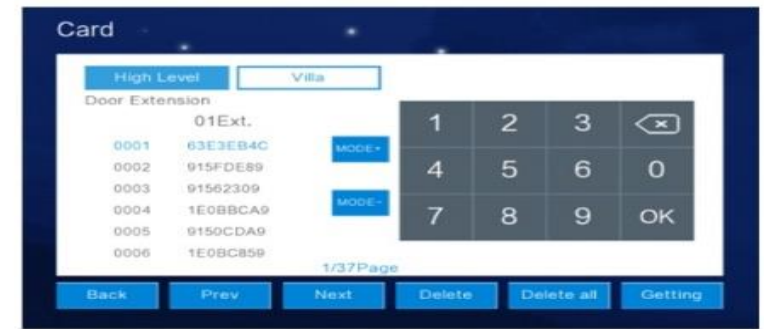 Card
High Level Villa
Door Extension
01Ext.
0001 63E3EB4C
0002 915FDE89
0003 91562309
0004 1E0BBCA9
0005 9150CDA9
0006 1E0BC859
MODE+
MODE-
1/37Page
1 2 3
4 5 6 0
7 8 9 OK
Back Prev Next Delete Delete all Getting